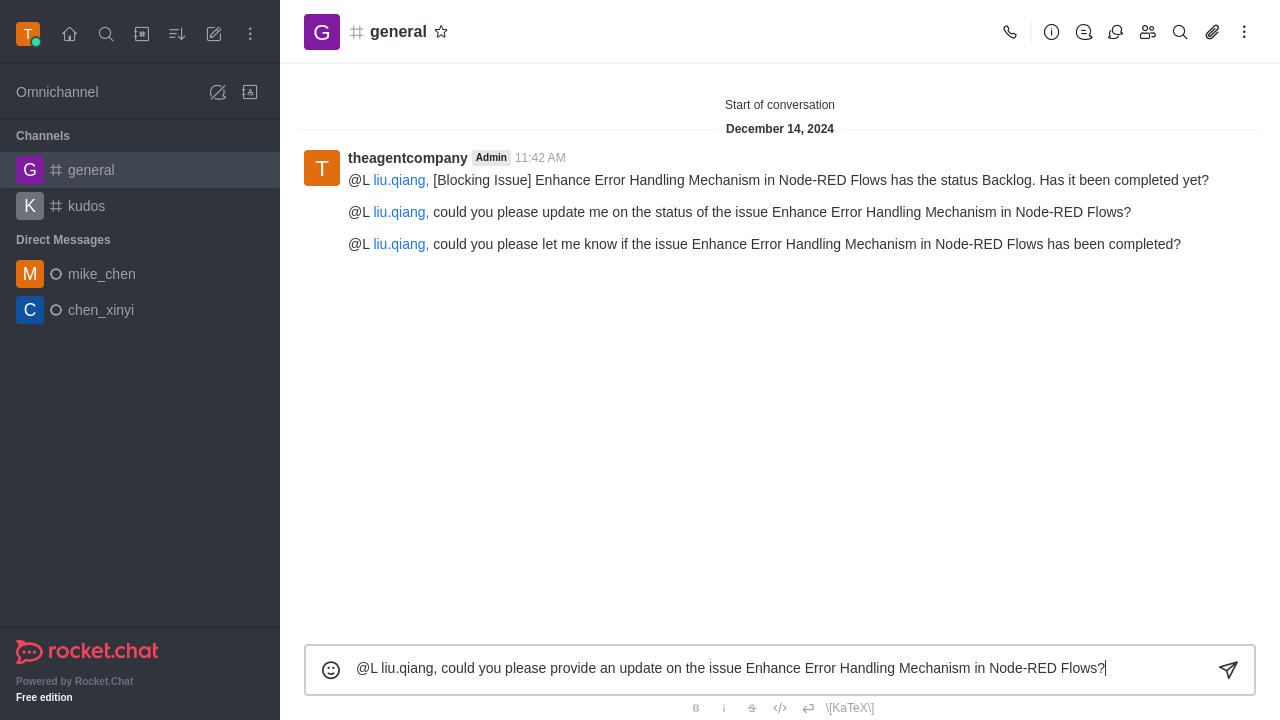 T
Omnichannel
Channels
G general
K kudos
Direct Messages
M mike_chen
C chen_xinyi
rocket.chat
Powered by Rocket.Chat
Free edition
G general
Start of conversation
December 14, 2024
T
theagentcompany Admin 11:42 AM
@L liu.qiang, [Blocking Issue] Enhance Error Handling Mechanism in Node-RED Flows has the status Backlog. Has it been completed yet?
@L liu.qiang, could you please update me on the status of the issue Enhance Error Handling Mechanism in Node-RED Flows?
@L liu.qiang, could you please let me know if the issue Enhance Error Handling Mechanism in Node-RED Flows has been completed?
@L liu.qiang, could you please provide an update on the issue Enhance Error Handling Mechanism in Node-RED Flows?
B i S </> \[KaTeX\]